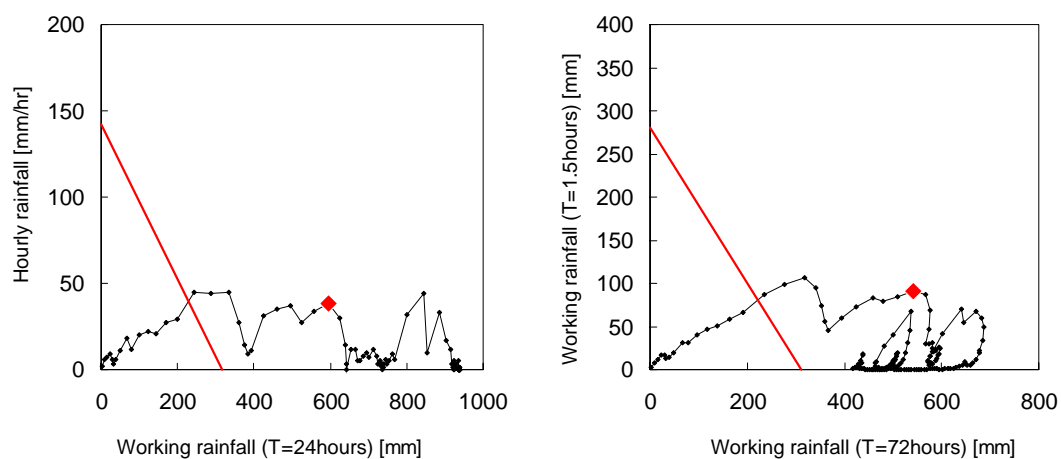 200
150
100
50
0
Hourly rainfall [mm/hr]
0 200 400 600 800 1000
Working rainfall (T=24hours) [mm]
400
350
300
250
200
150
100
50
0
Working rainfall (T=1.5hours) [mm]
0 200 400 600 800
Working rainfall (T=72hours) [mm]